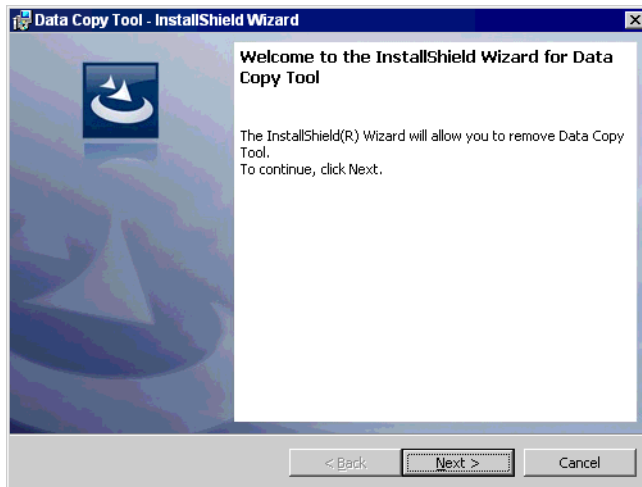 Data Copy Tool - InstallShield Wizard
Welcome to the InstallShield Wizard for Data
Copy Tool
The InstallShield(R) Wizard will allow you to remove Data Copy
Tool.
To continue, click Next.
< Back
Next >
Cancel